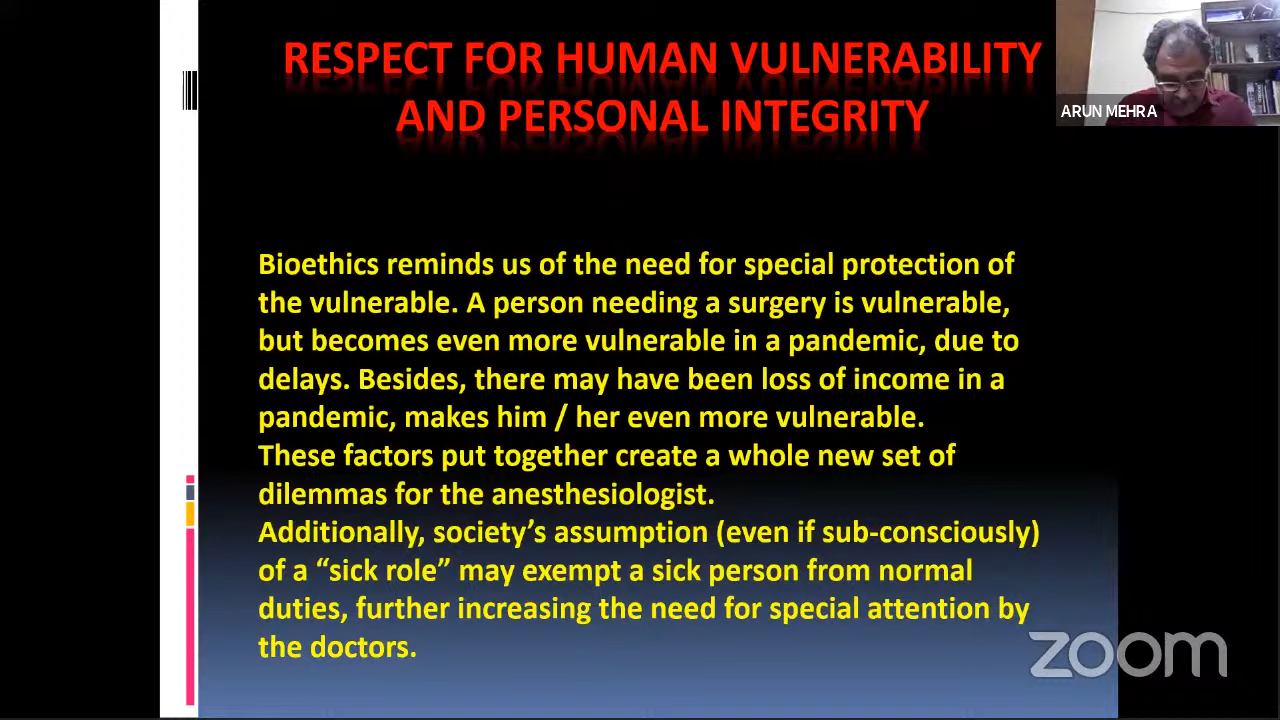 RESPECT FOR HUMAN VULNERABILITY
AND PERSONAL INTEGRITY
ARUN MEHRA
Bioethics reminds us of the need for special protection of
the vulnerable. A person needing a surgery is vulnerable,
but becomes even more vulnerable in a pandemic, due to
delays. Besides, there may have been loss of income in a
pandemic, makes him / her even more vulnerable.
These factors put together create a whole new set of
dilemmas for the anesthesiologist.
Additionally, society’s assumption (even if sub-consciously)
of a “sick role” may exempt a sick person from normal
duties, further increasing the need for special attention by
the doctors.
zoom